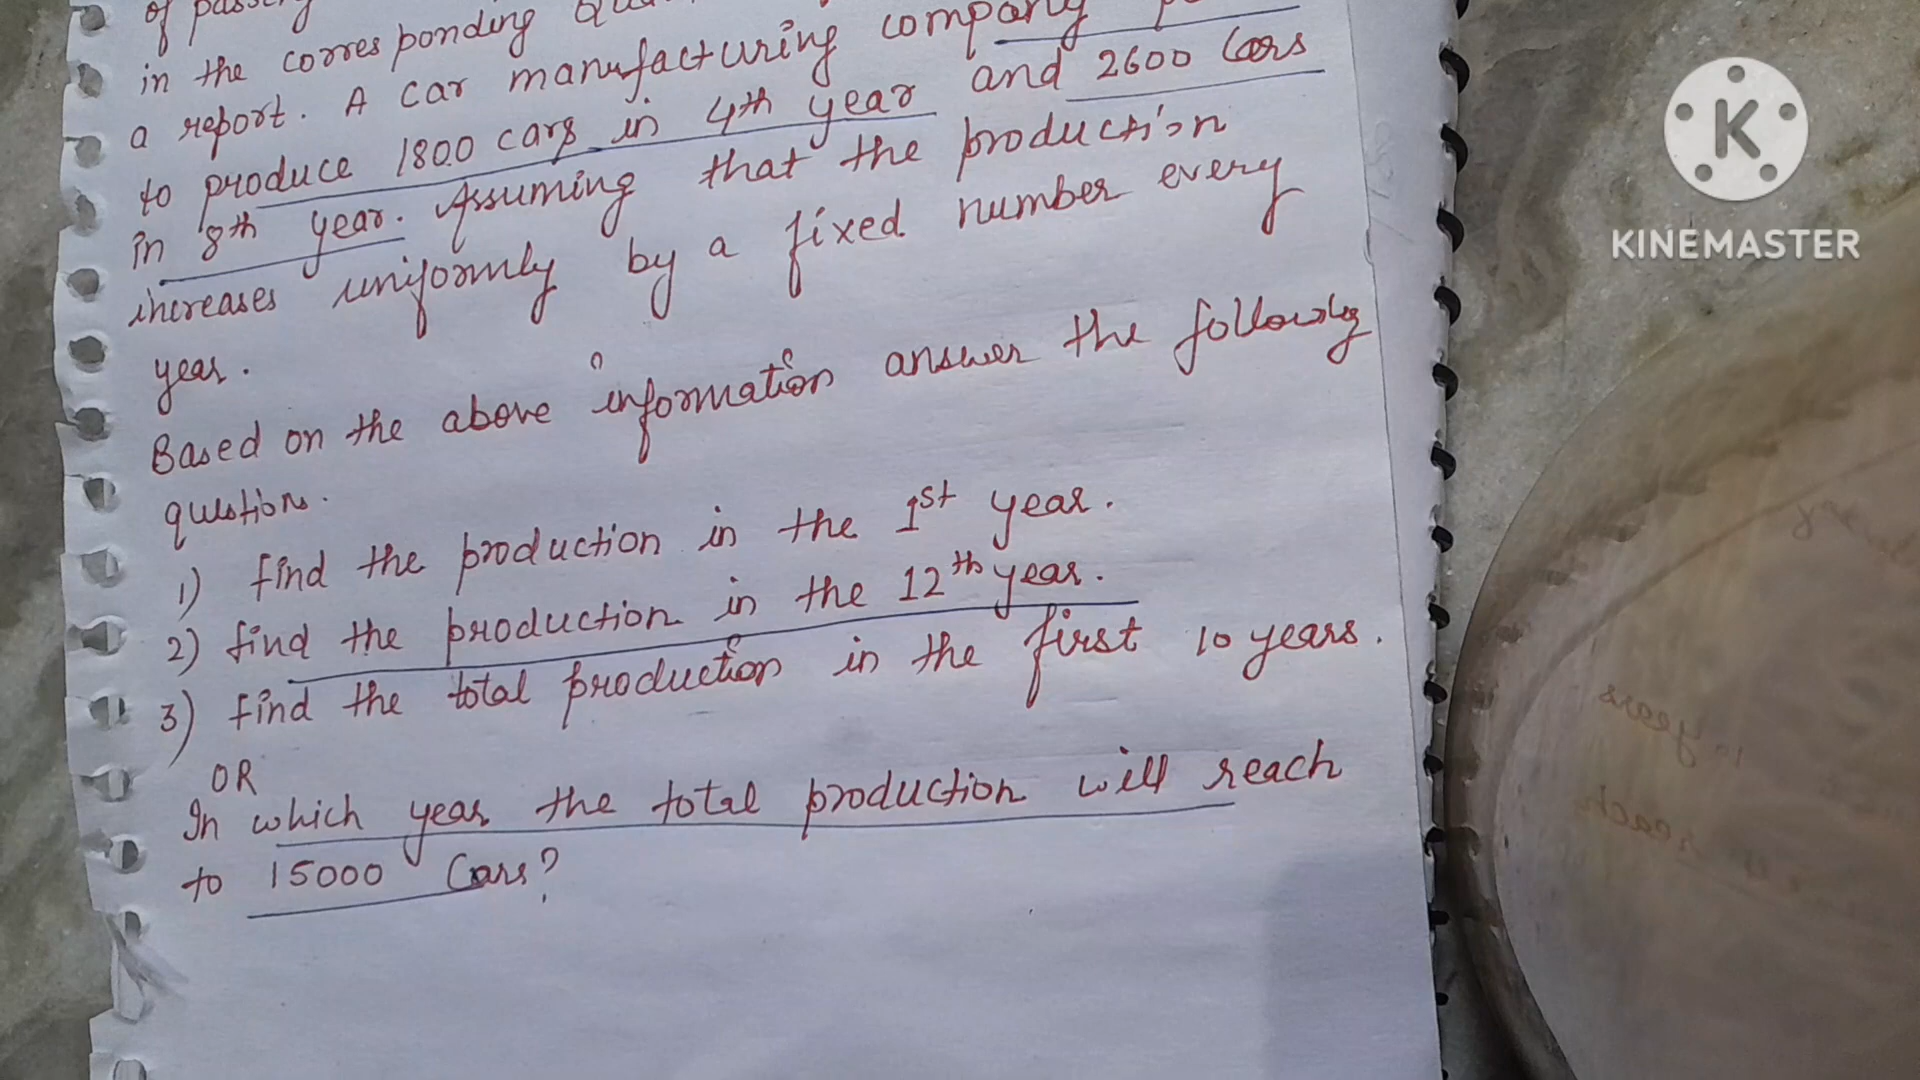 of
in the corresponding
a report. A car manufacturing company
to produce 1800 cars in 4th year and 2600 Cars
in 8th year. Assuming that the production
increases uniformly by a fixed number every
year.
Based on the above information answer the following
questions.
1) find the production in the 1st year.
2) find the production in the 12th year.
3) find the total production in the first 10 years.
OR
In which year the total production will reach
to 15000 Cars?
K
KINEMASTER
10 years
reach